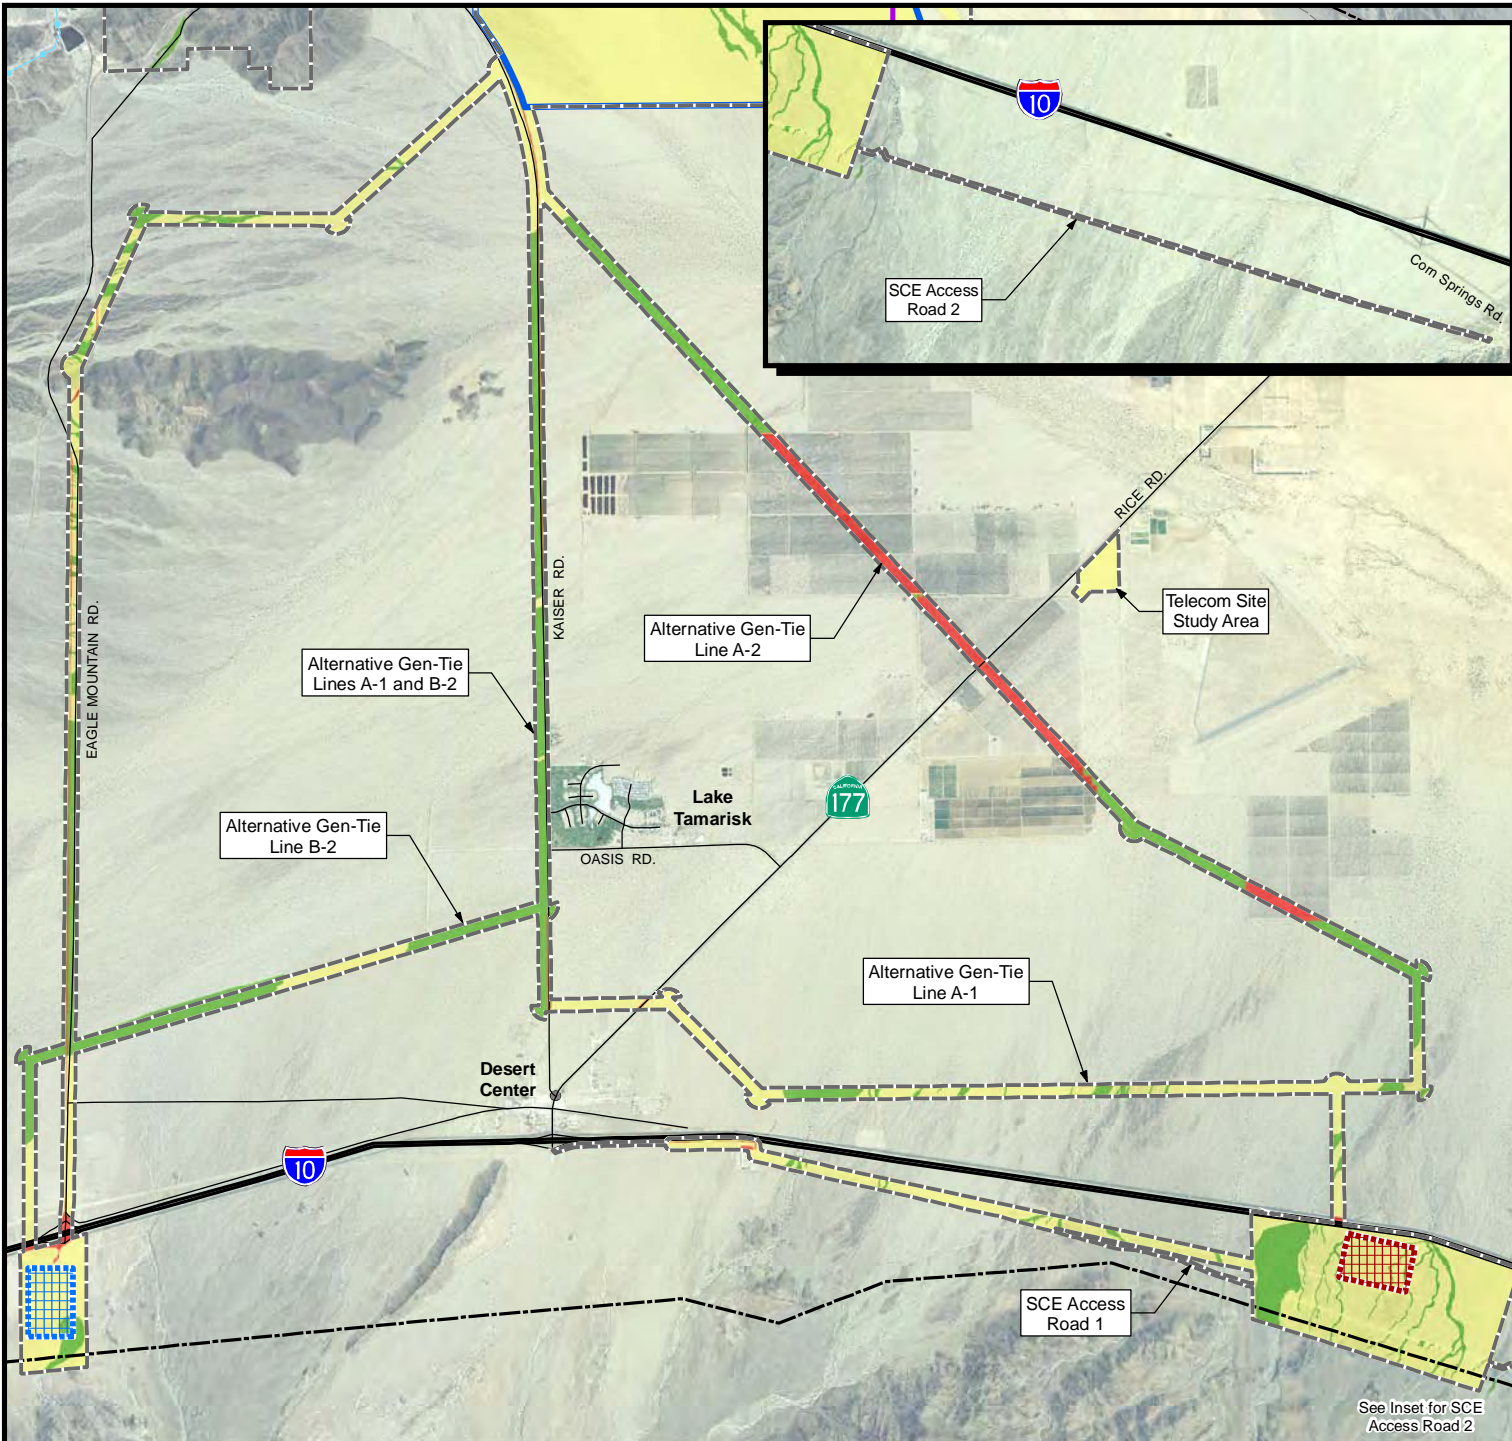 10
SCE Access
Road 2
Corn Springs Rd.
RICE RD.
KAISER RD.
EAGLE MOUNTAIN RD.
Telecom Site
Study Area
Alternative Gen-Tie
Line A-2
Alternative Gen-Tie
Lines A-1 and B-2
CALIFORNIA
177
Lake
Tamarisk
Alternative Gen-Tie
Line B-2
OASIS RD.
Alternative Gen-Tie
Line A-1
Desert
Center
10
SCE Access
Road 1
See Inset for SCE
Access Road 2